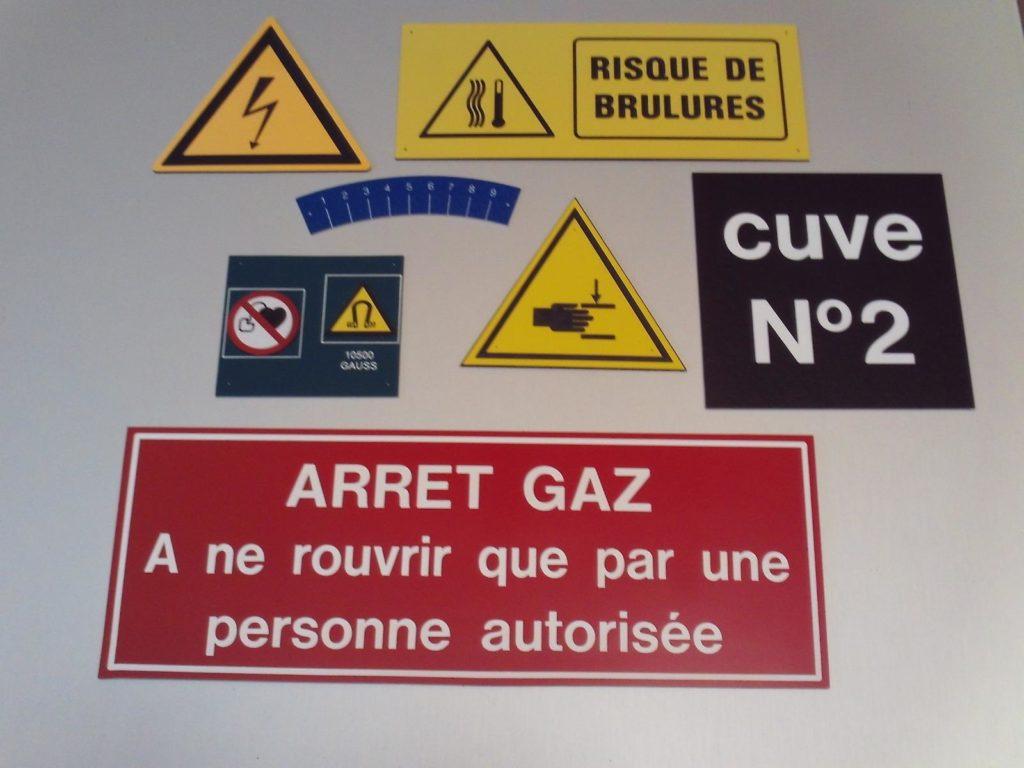 RISQUE DE
BRULURES
1 2 3 4 5 6 7 8 9
cuve
Nº2
10500
GAUSS
ARRET GAZ
A ne rouvrir que par une
personne autorisée